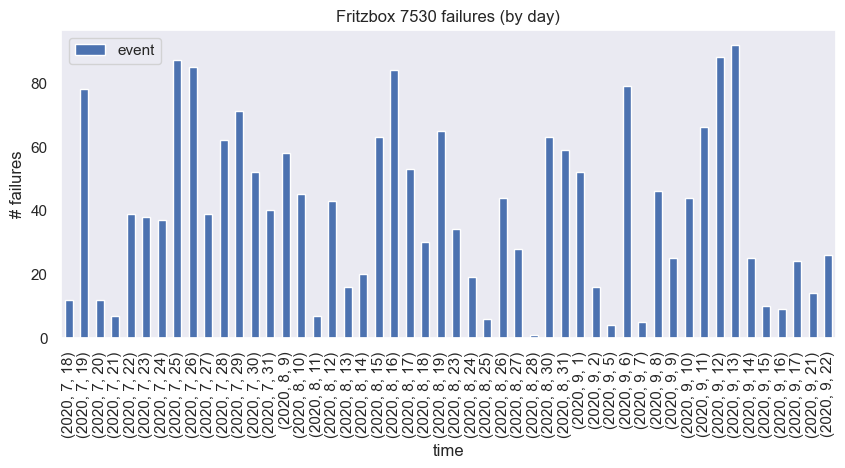 Fritzbox 7530 failures (by day)
event
# failures
80
60
40
20
0
(2020, 7, 18)
(2020, 7, 19)
(2020, 7, 20)
(2020, 7, 21)
(2020, 7, 22)
(2020, 7, 23)
(2020, 7, 24)
(2020, 7, 25)
(2020, 7, 26)
(2020, 7, 27)
(2020, 7, 28)
(2020, 7, 29)
(2020, 7, 30)
(2020, 7, 31)
(2020, 8, 9)
(2020, 8, 10)
(2020, 8, 11)
(2020, 8, 12)
(2020, 8, 13)
(2020, 8, 14)
(2020, 8, 15)
(2020, 8, 16)
(2020, 8, 17)
(2020, 8, 18)
(2020, 8, 19)
(2020, 8, 23)
(2020, 8, 24)
(2020, 8, 25)
(2020, 8, 26)
(2020, 8, 27)
(2020, 8, 28)
(2020, 8, 30)
(2020, 8, 31)
(2020, 9, 1)
(2020, 9, 2)
(2020, 9, 5)
(2020, 9, 6)
(2020, 9, 7)
(2020, 9, 8)
(2020, 9, 9)
(2020, 9, 10)
(2020, 9, 11)
(2020, 9, 12)
(2020, 9, 13)
(2020, 9, 14)
(2020, 9, 15)
(2020, 9, 16)
(2020, 9, 17)
(2020, 9, 21)
(2020, 9, 22)
time